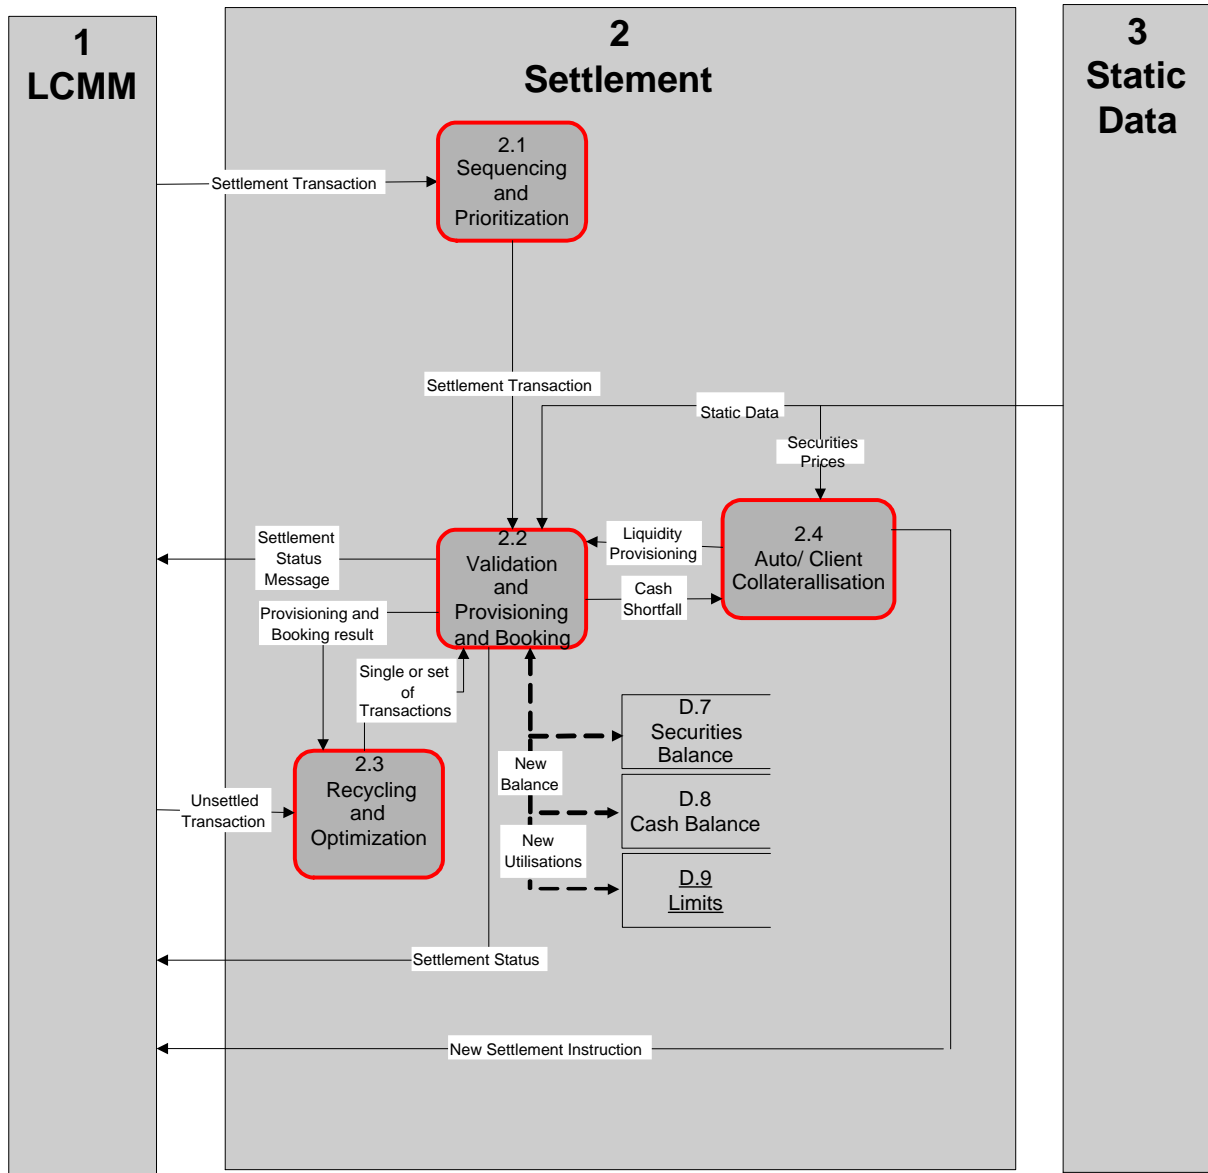 1
LCMM
2
Settlement
3
Static
Data
2.1
Sequencing
and
Prioritization
Settlement Transaction
Settlement Transaction
Static Data
Securities
Prices
2.2
Validation
and
Provisioning
and Booking
Liquidity
Provisioning
2.4
Auto/ Client
Collaterallisation
Settlement
Status
Message
Cash
Shortfall
Provisioning and
Booking result
Single or set
of
Transactions
D.7
Securities
Balance
New
Balance
2.3
Recycling
and
Optimization
Unsettled
Transaction
D.8
Cash Balance
New
Utilisations
D.9
Limits
Settlement Status
New Settlement Instruction